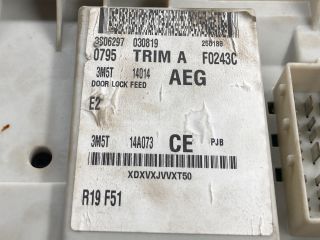 3S06297 030819 250188
0795 TRIM A F0243C
3M5T 14014 AEG
DOOR LOCK FEED
E2
3M5T 14A073 CE PJB
XDXVXJVVXT50
R19 F51